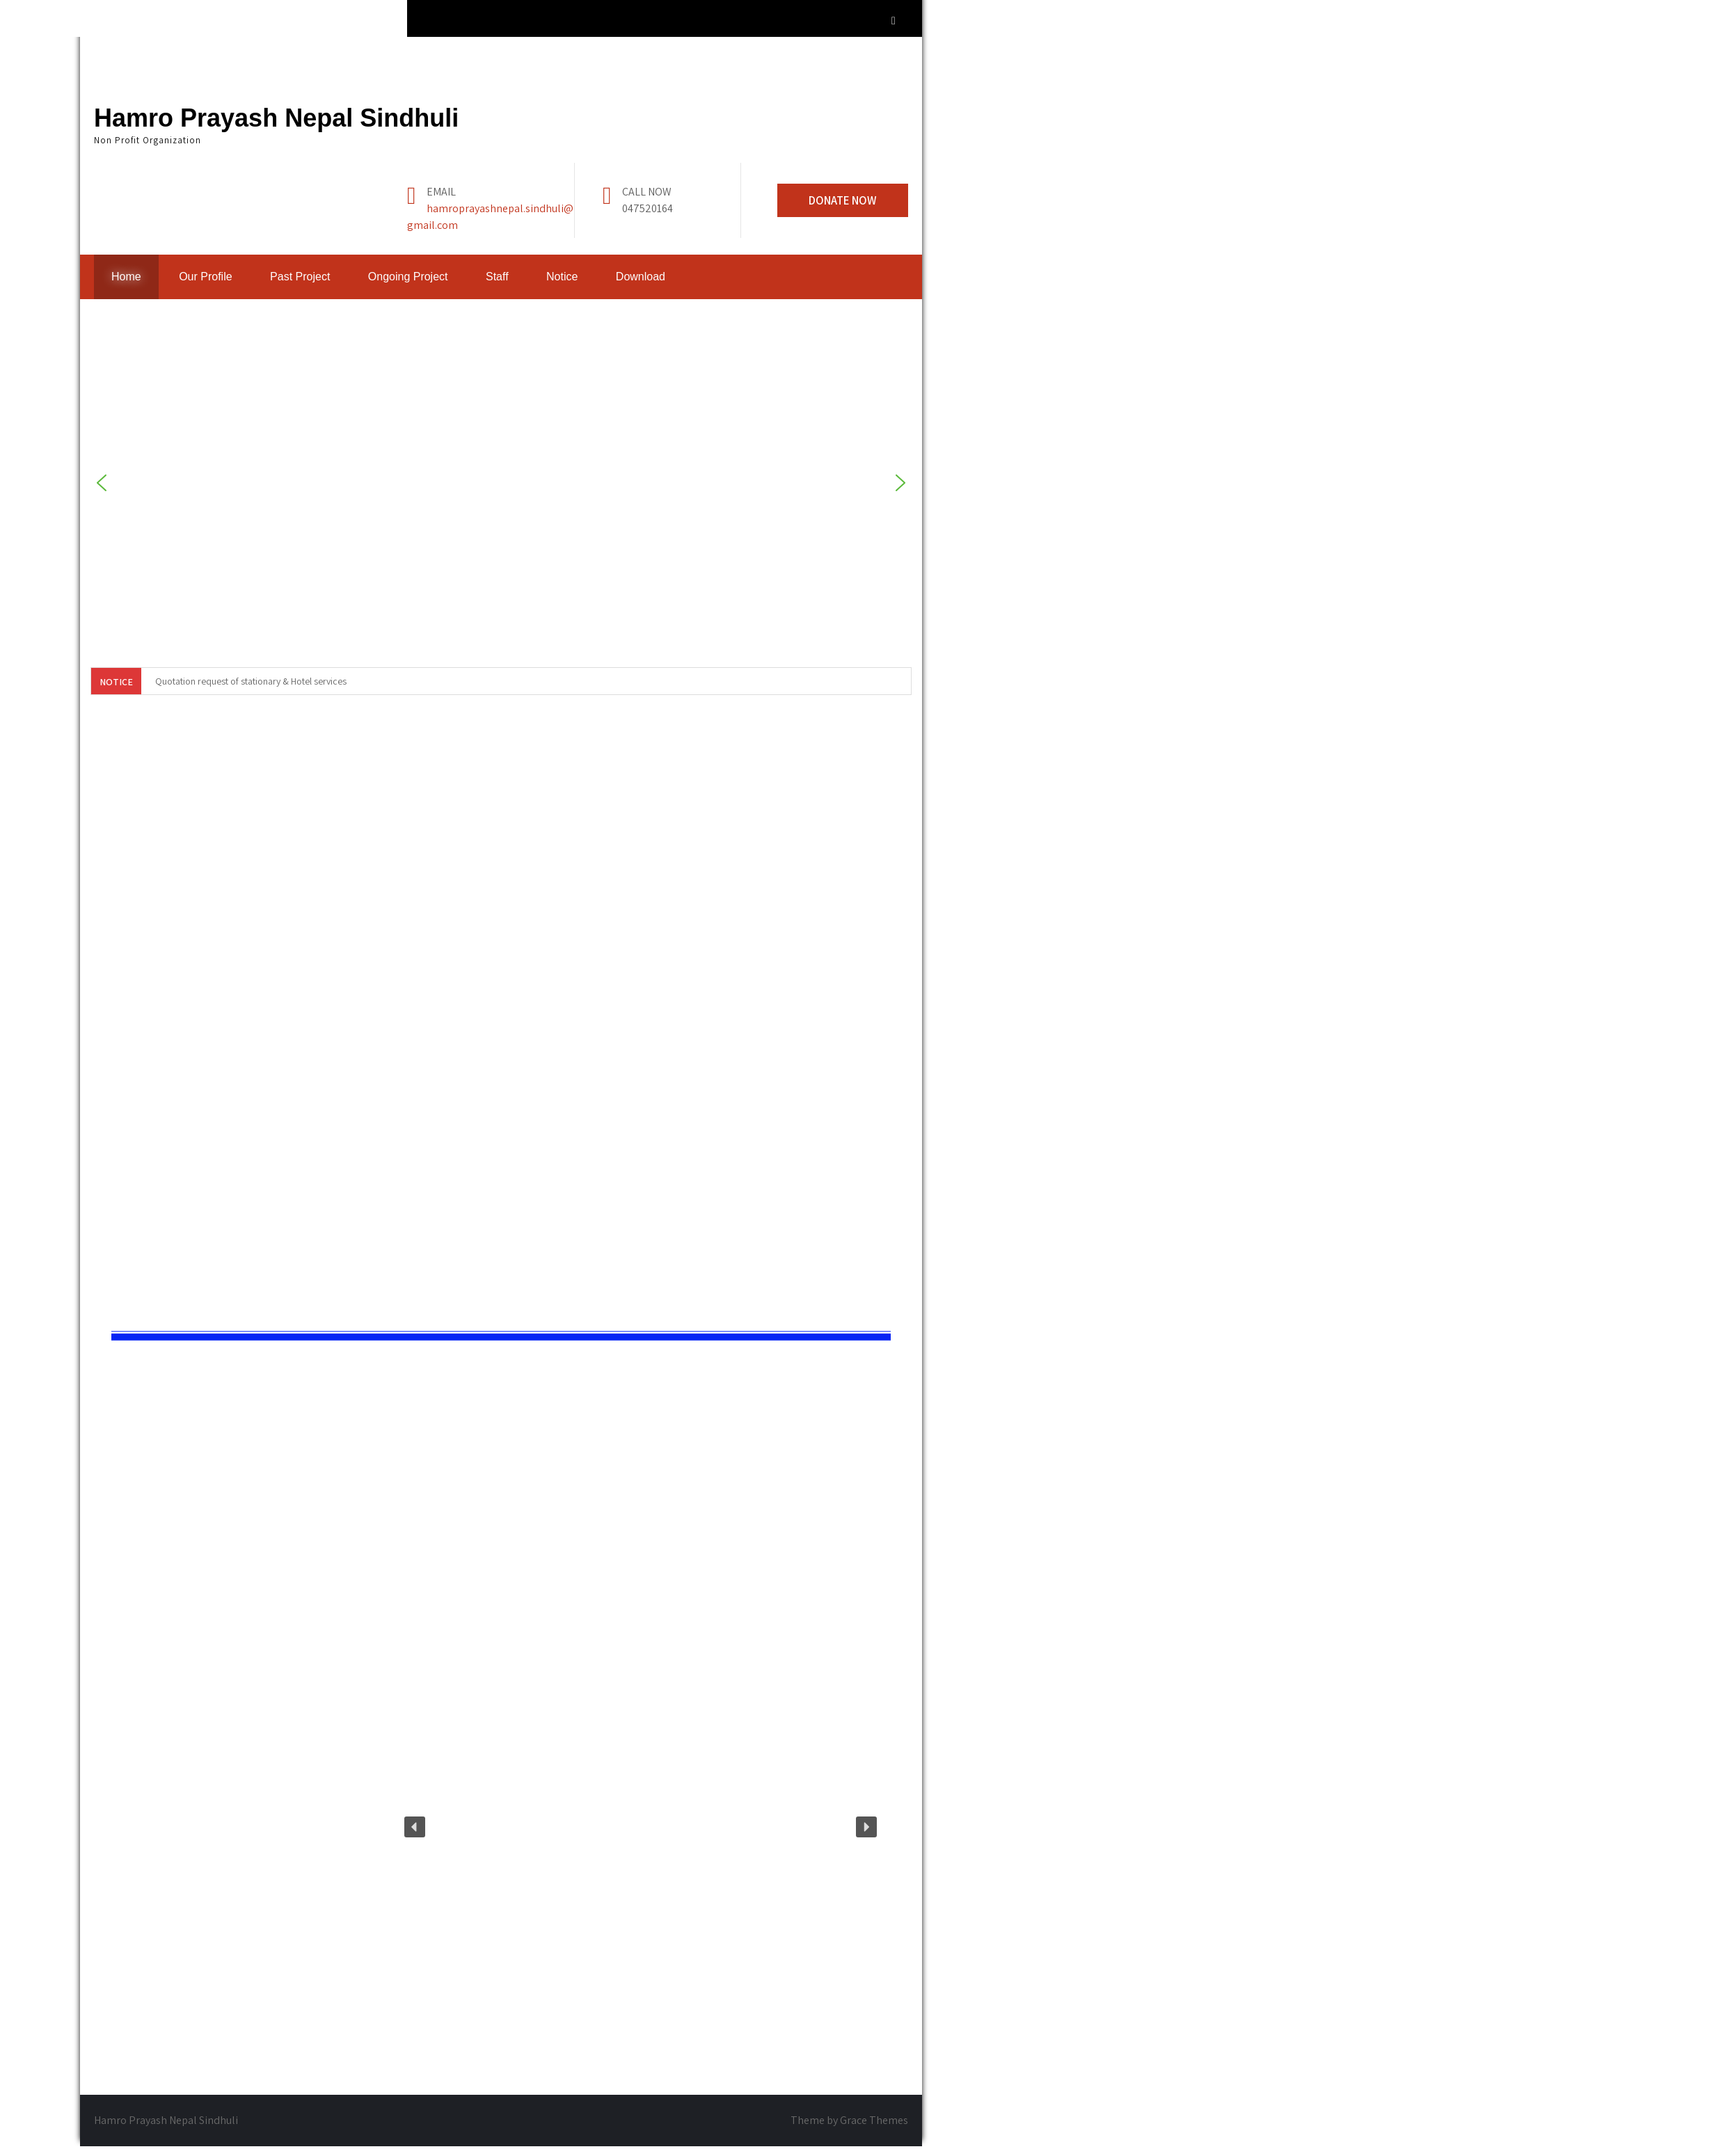 Hamro Prayash Nepal Sindhuli
Non Profit Organization
EMAIL
hamroprayashnepal.sindhuli@
gmail.com
CALL NOW
047520164
DONATE NOW
Home Our Profile Past Project Ongoing Project Staff Notice Download
NOTICE Quotation request of stationary & Hotel services
Hamro Prayash Nepal Sindhuli Theme by Grace Themes